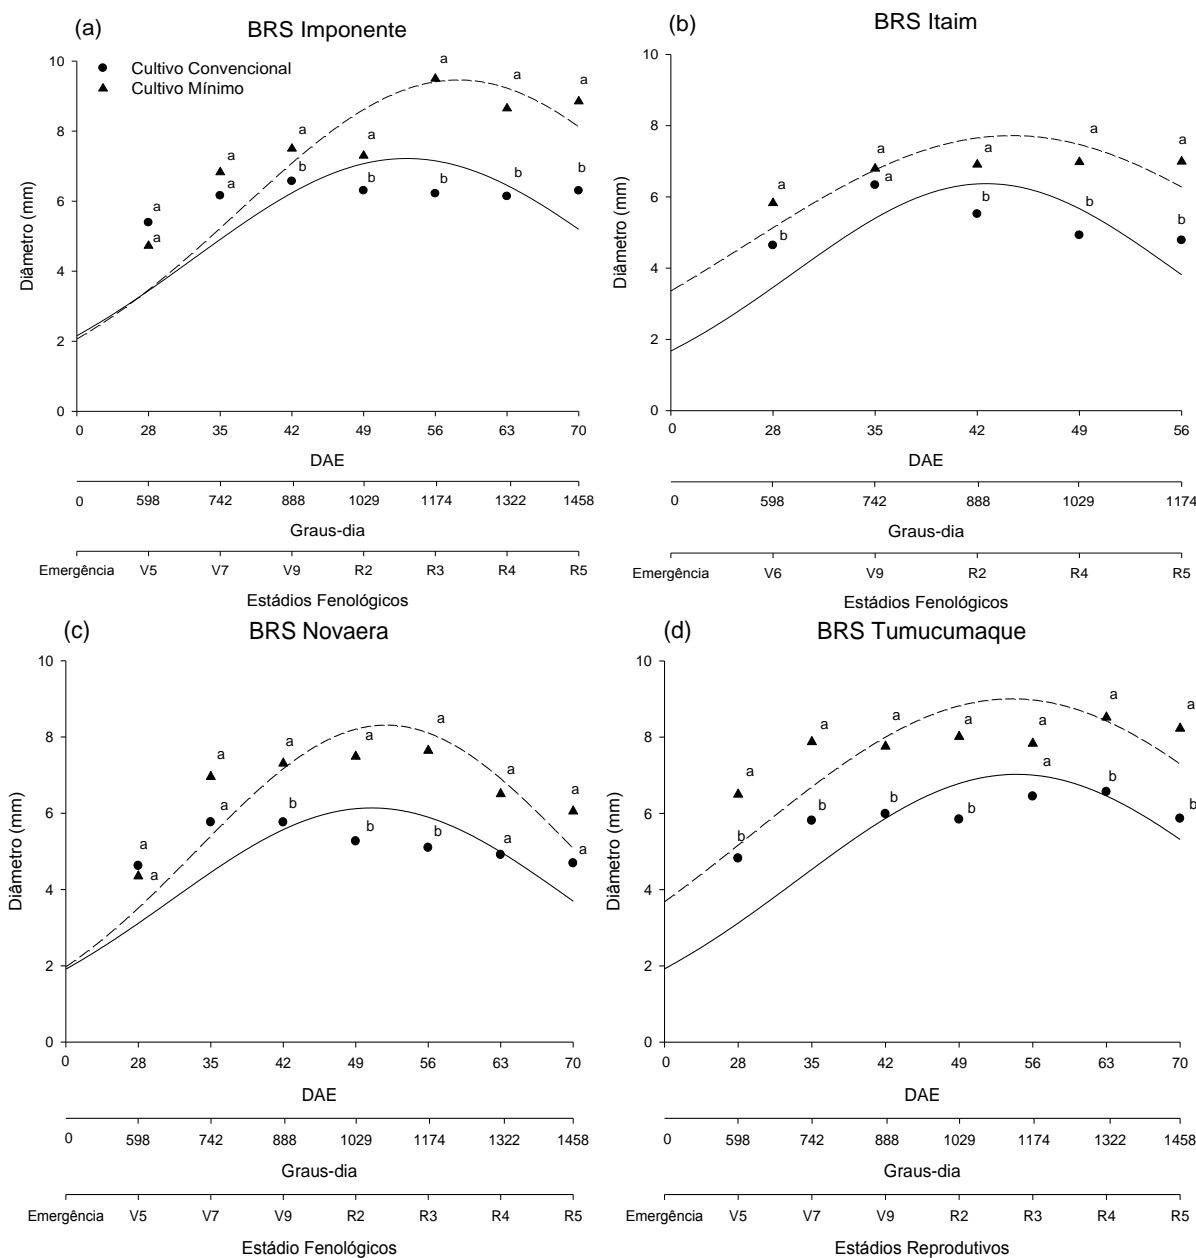 (a)
BRS Imponente
10
Cultivo Convencional
Cultivo Mínimo
8
6
4
2
0
Diâmetro (mm)
a a a a a a a
a a b b b b b
0 28 35 42 49 56 63 70
DAE
0 598 742 888 1029 1174 1322 1458
Graus-dia
Emergência V5 V7 V9 R2 R3 R4 R5
Estádios Fenológicos
(b)
BRS Itaim
10
8
6
4
2
0
Diâmetro (mm)
a a a a a
b a b b b
0 28 35 42 49 56
DAE
0 598 742 888 1029 1174
Graus-dia
Emergência V6 V9 R2 R4 R5
Estádios Fenológicos
(c)
BRS Novaera
10
8
6
4
2
0
Diâmetro (mm)
a a a a a a a
a a b b b a a
0 28 35 42 49 56 63 70
DAE
0 598 742 888 1029 1174 1322 1458
Graus-dia
Emergência V5 V7 V9 R2 R3 R4 R5
Estádio Fenológicos
(d)
BRS Tumucumaque
10
8
6
4
2
0
Diâmetro (mm)
a a a a a a a
b b b b a b b
0 28 35 42 49 56 63 70
DAE
0 598 742 888 1029 1174 1322 1458
Graus-dia
Emergência V5 V7 V9 R2 R3 R4 R5
Estádios Reprodutivos